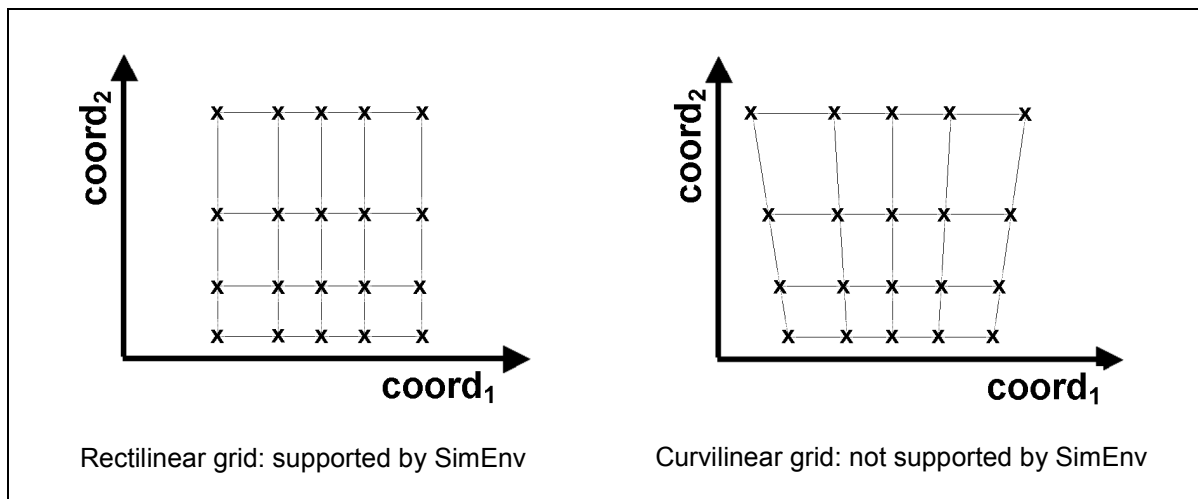 coord₂
coord₁
Rectilinear grid: supported by SimEnv
coord₂
coord₁
Curvilinear grid: not supported by SimEnv